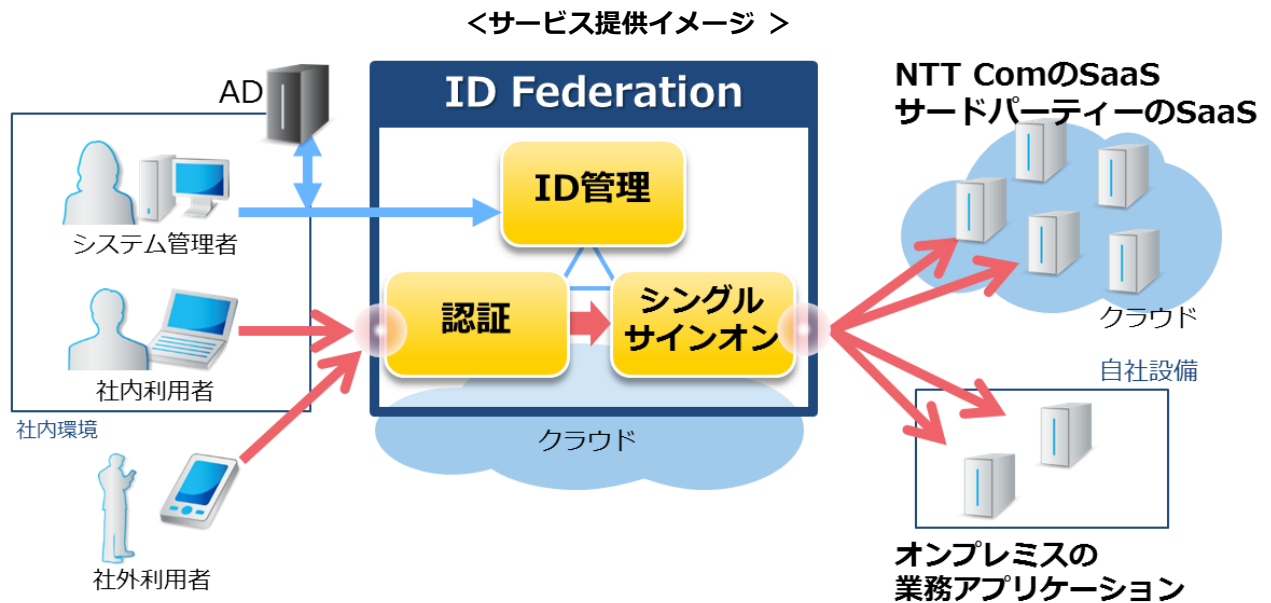 ＜サービス提供イメージ ＞
AD
ID Federation
NTT ComのSaaS
サードパーティーのSaaS
ID管理
システム管理者
認証
シングル
サインオン
クラウド
社内利用者
自社設備
社内環境
クラウド
社外利用者
オンプレミスの
業務アプリケーション